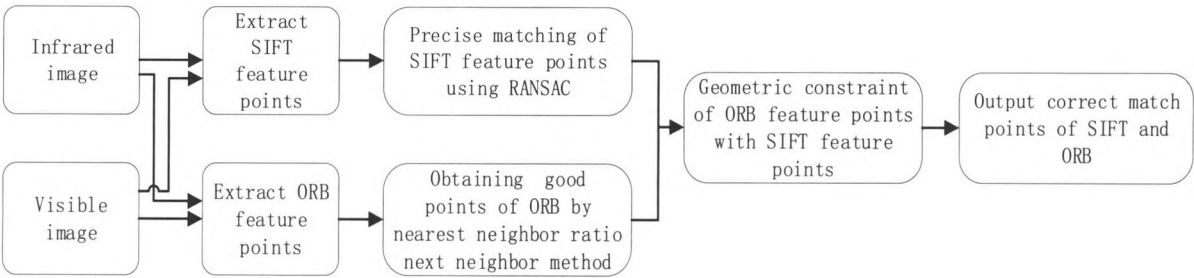 Infrared
image
Extract
SIFT
feature
points
Precise matching of
SIFT feature points
using RANSAC
Visible
image
Extract ORB
feature
points
Obtaining good
points of ORB by
nearest neighbor ratio
next neighbor method
Geometric constraint
of ORB feature points
with SIFT feature
points
Output correct match
points of SIFT and
ORB